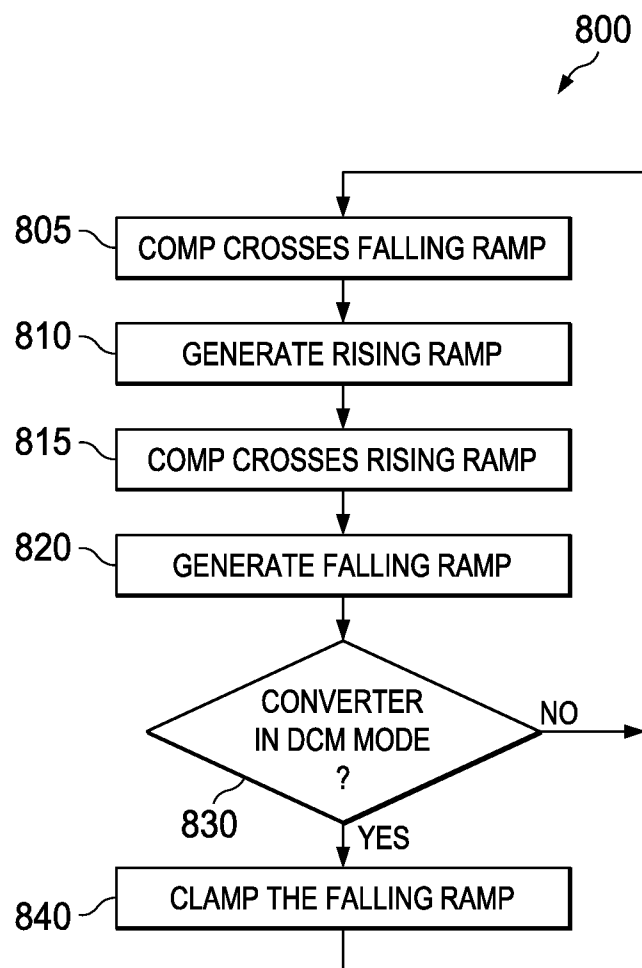 800
805
COMP CROSSES FALLING RAMP
810
GENERATE RISING RAMP
815
COMP CROSSES RISING RAMP
820
GENERATE FALLING RAMP
CONVERTER
IN DCM MODE
?
NO
830
YES
840
CLAMP THE FALLING RAMP